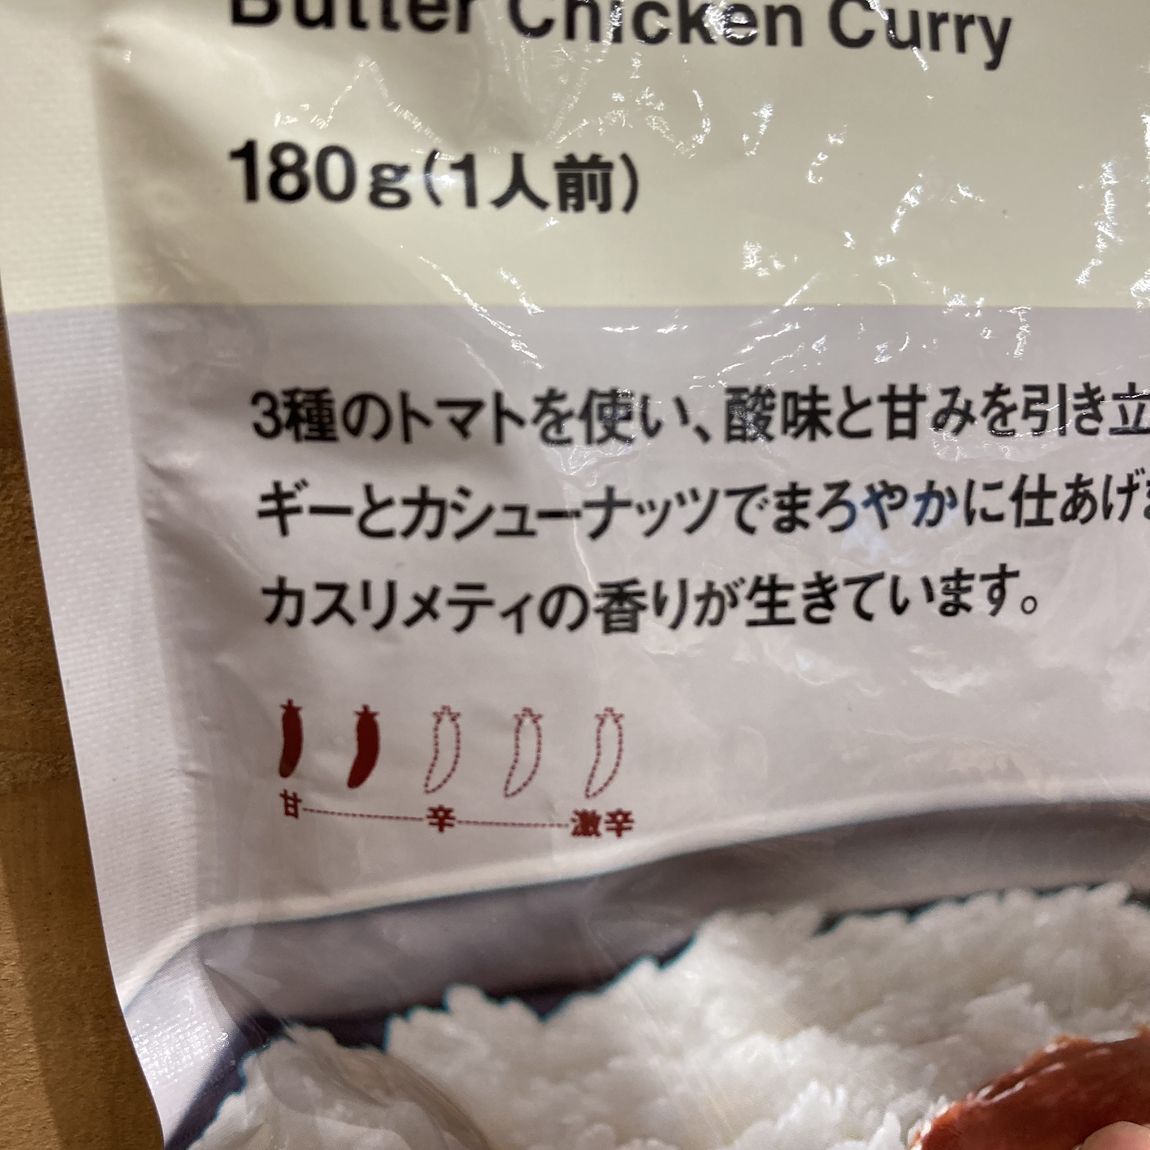 Butter Chicken Curry
180g(1人前)
3種のトマトを使い、酸味と甘みを引き立
ギーとカシューナッツでまろやかに仕あげま
カスリメティの香りが生きています。
甘 辛 激辛